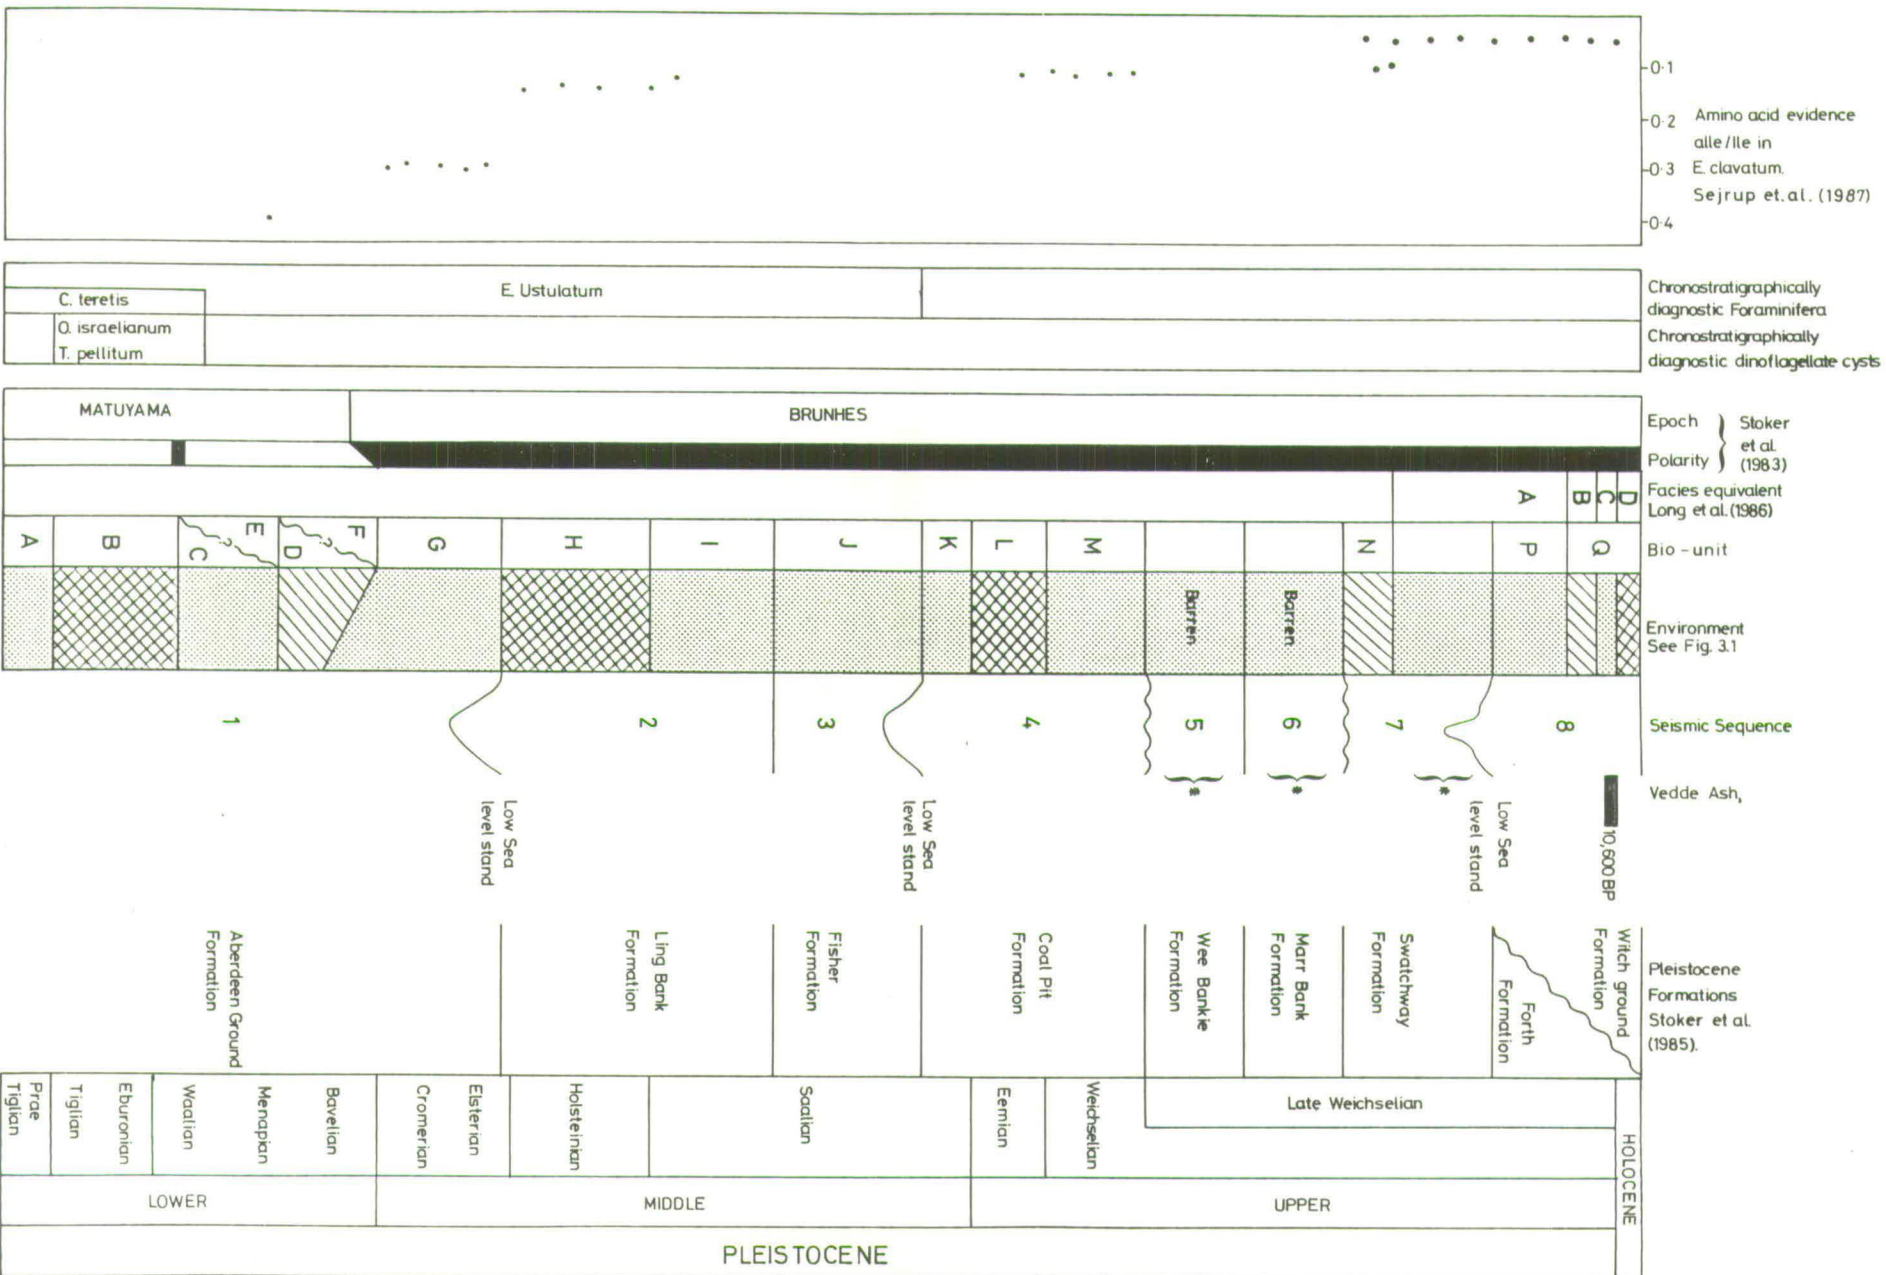 0·1
0·2
0·3
0·4
Amino acid evidence
alle/Ile in
E. clavatum.
Sejrup et.al. (1987)
C. teretis
E. Ustulatum
O. israelianum
T. pellitum
Chronostratigraphically
diagnostic Foraminifera
Chronostratigraphically
diagnostic dinoflagellate cysts
MATUYAMA
BRUNHES
Epoch
Polarity
Stoker
et al.
(1983)
A B C D
Facies equivalent
Long et al. (1986)
A B C E ? D F ? G H I J K L M N P Q
Bio-unit
Barren
Barren
Environment
See Fig. 3.1
1 2 3 4 5 6 7 8
Seismic Sequence
* * *
Vedde Ash,
10,600 BP
Low Sea
level stand
Low Sea
level stand
Low Sea
level stand
Aberdeen Ground
Formation
Ling Bank
Formation
Fisher
Formation
Coal Pit
Formation
Wee Bankie
Formation
Marr Bank
Formation
Swatchway
Formation
Forth
Formation
Witch ground
Formation
Pleistocene
Formations
Stoker et al.
(1985).
Prae
Tiglian
Tiglian
Eburonian
Waalian
Menapian
Bavelian
Cromerian
Elsterian
Holsteinian
Saalian
Eemian
Weichselian
Late Weichselian
HOLOCENE
LOWER
MIDDLE
UPPER
PLEISTOCENE